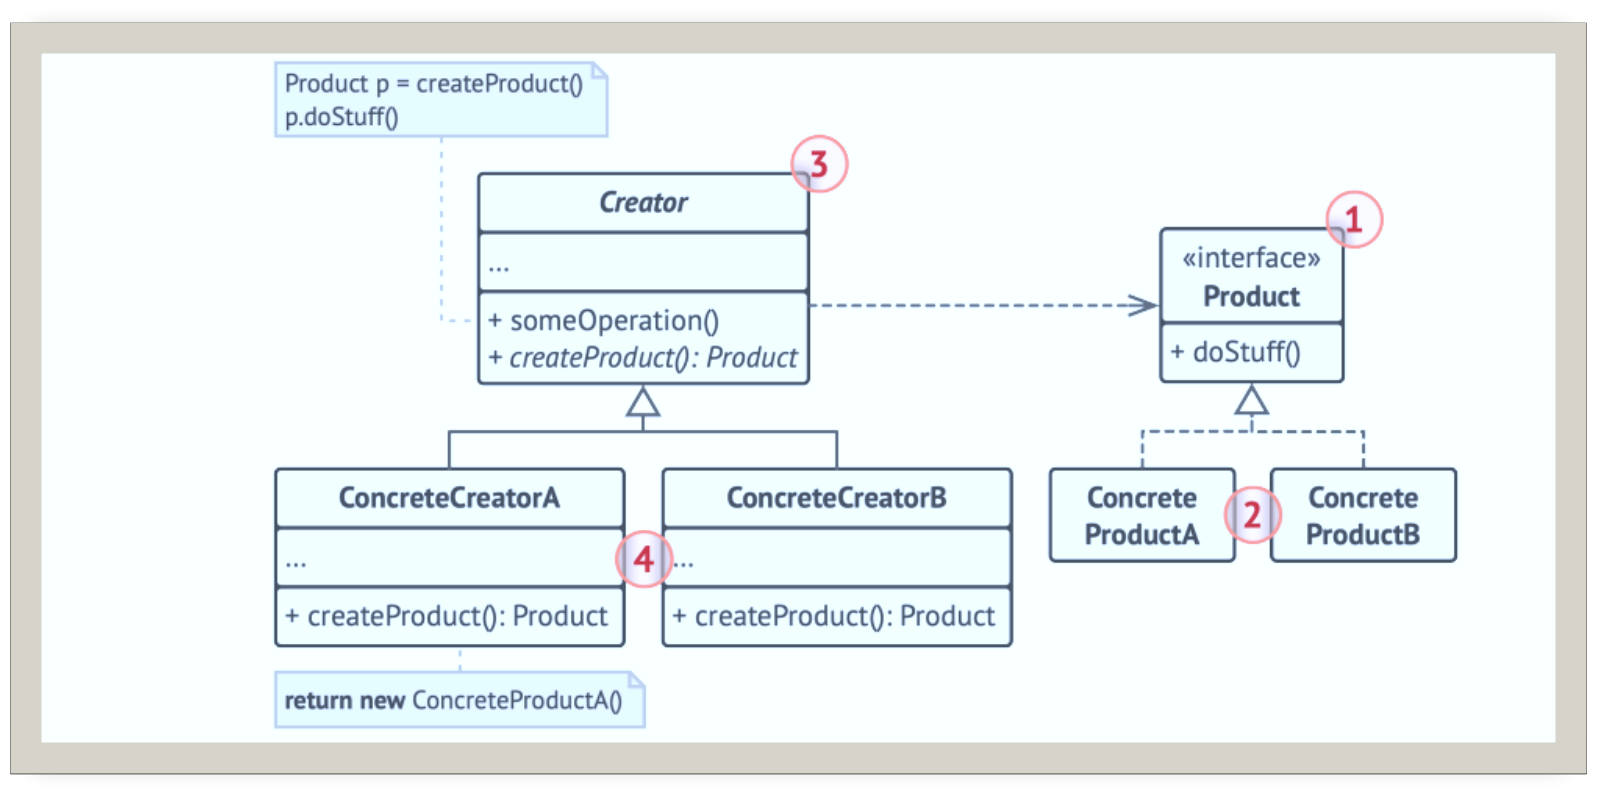 Product p = createProduct()
p.doStuff()
3
Creator
...
+ someOperation()
+ createProduct(): Product
1
«interface»
Product
+ doStuff()
ConcreteCreatorA
...
+ createProduct(): Product
4
ConcreteCreatorB
...
+ createProduct(): Product
Concrete
ProductA
2
Concrete
ProductB
return new ConcreteProductA()